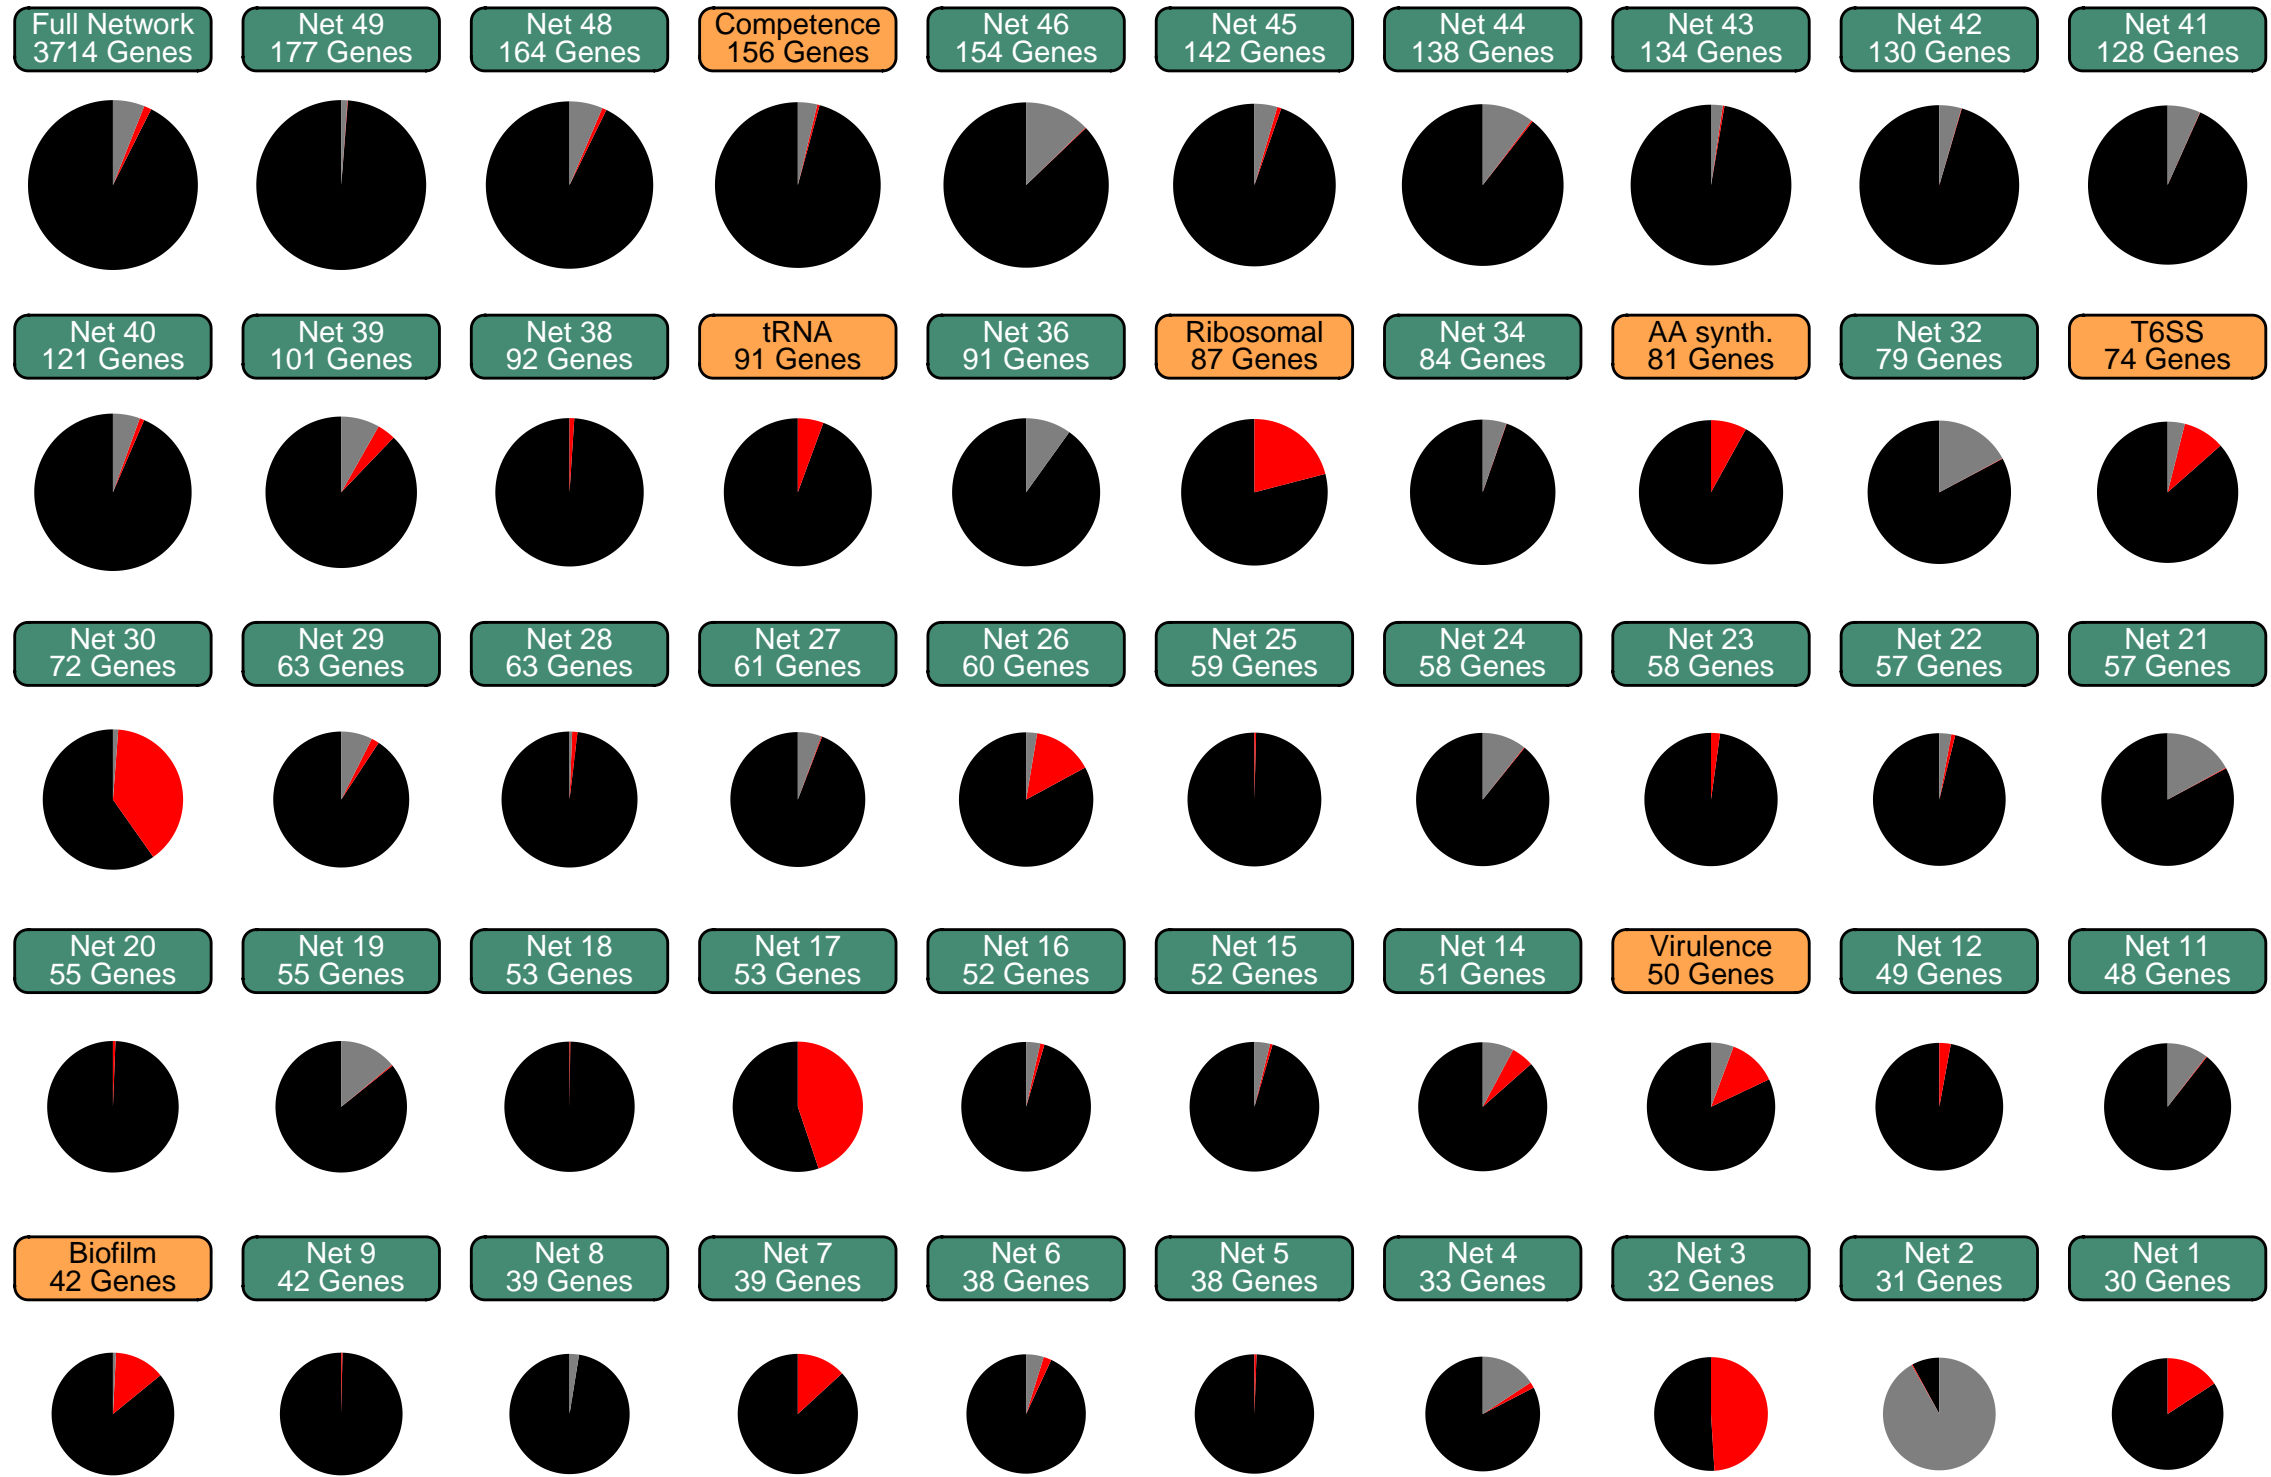 Full Network
3714 Genes
Net 49
177 Genes
Net 48
164 Genes
Competence
156 Genes
Net 46
154 Genes
Net 45
142 Genes
Net 44
138 Genes
Net 43
134 Genes
Net 42
130 Genes
Net 41
128 Genes
Net 40
121 Genes
Net 39
101 Genes
Net 38
92 Genes
tRNA
91 Genes
Net 36
91 Genes
Ribosomal
87 Genes
Net 34
84 Genes
AA synth.
81 Genes
Net 32
79 Genes
T6SS
74 Genes
Net 30
72 Genes
Net 29
63 Genes
Net 28
63 Genes
Net 27
61 Genes
Net 26
60 Genes
Net 25
59 Genes
Net 24
58 Genes
Net 23
58 Genes
Net 22
57 Genes
Net 21
57 Genes
Net 20
55 Genes
Net 19
55 Genes
Net 18
53 Genes
Net 17
53 Genes
Net 16
52 Genes
Net 15
52 Genes
Net 14
51 Genes
Virulence
50 Genes
Net 12
49 Genes
Net 11
48 Genes
Biofilm
42 Genes
Net 9
42 Genes
Net 8
39 Genes
Net 7
39 Genes
Net 6
38 Genes
Net 5
38 Genes
Net 4
33 Genes
Net 3
32 Genes
Net 2
31 Genes
Net 1
30 Genes